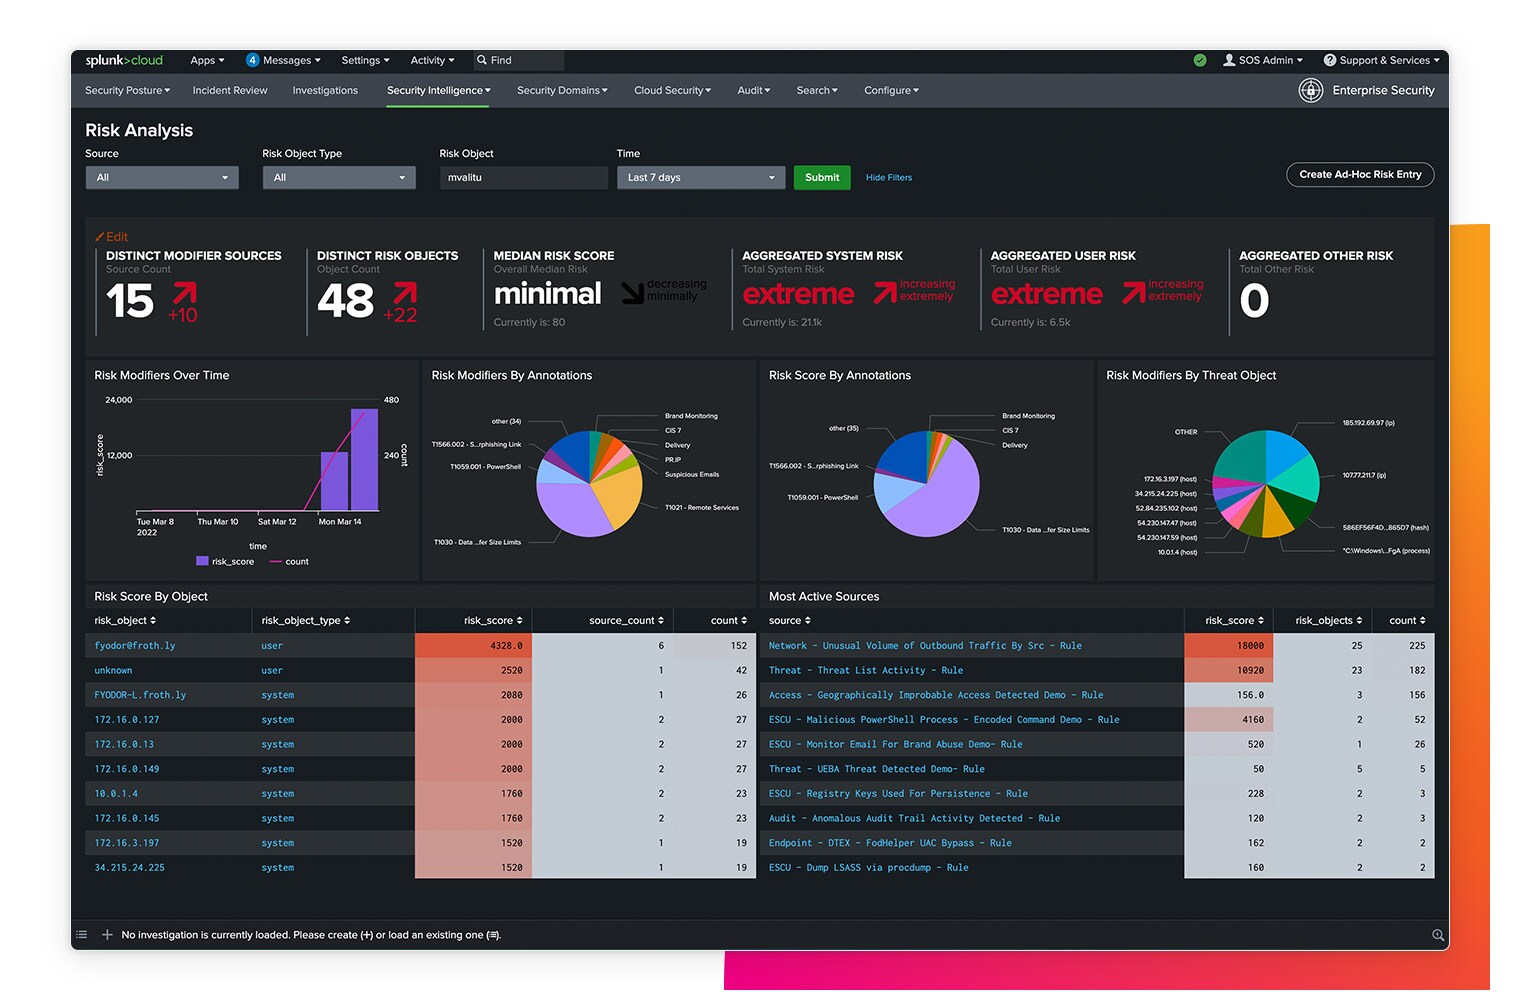 splunk>cloud Apps 4 Messages Settings Activity Find SOS Admin ? Support & Services
Security Posture Incident Review Investigations Security Intelligence Security Domains Cloud Security Audit Search Configure Enterprise Security
Risk Analysis
Source Risk Object Type Risk Object Time
All All mvalitu Last 7 days Submit Hide Filters Create Ad-Hoc Risk Entry
Edit
DISTINCT MODIFIER SOURCES
Source Count
15 +10
DISTINCT RISK OBJECTS
Object Count
48 +22
MEDIAN RISK SCORE
Overall Median Risk
minimal decreasing minimally
Currently is: 80
AGGREGATED SYSTEM RISK
Total System Risk
extreme increasing extremely
Currently is: 21.1k
AGGREGATED USER RISK
Total User Risk
extreme increasing extremely
Currently is: 6.5k
AGGREGATED OTHER RISK
Total Other Risk
0
Risk Modifiers Over Time
24,000 480
12,000 240
risk_score
count
Tue Mar 8 Thu Mar 10 Sat Mar 12 Mon Mar 14
2022
time
risk_score count
Risk Modifiers By Annotations
other (34)
T1566.002 - S...rphishing Link
T1059.001 - PowerShell
T1030 - Data ...fer Size Limits
Brand Monitoring
CIS 7
Delivery
PR.IP
Suspicious Emails
T1021 - Remote Services
Risk Score By Annotations
other (35)
T1566.002 - S...rphishing Link
T1059.001 - PowerShell
Brand Monitoring
CIS 7
Delivery
T1030 - Data ...fer Size Limits
Risk Modifiers By Threat Object
OTHER
172.16.3.197 (host)
34.215.24.225 (host)
52.84.235.102 (host)
54.230.147.47 (host)
54.230.147.59 (host)
10.0.1.4 (host)
185.192.69.97 (ip)
107.77.211.7 (ip)
586EF56F4D...865D7 (hash)
"C:\Windows\...FgA (process)
Risk Score By Object
risk_object risk_object_type risk_score source_count count
fyodor@froth.ly user 4328.0 6 152
unknown user 2520 1 42
FYODOR-L.froth.ly system 2080 1 26
172.16.0.127 system 2000 2 27
172.16.0.13 system 2000 2 27
172.16.0.149 system 2000 2 27
10.0.1.4 system 1760 2 23
172.16.0.145 system 1760 2 23
172.16.3.197 system 1520 1 19
34.215.24.225 system 1520 1 19
Most Active Sources
source risk_score risk_objects count
Network - Unusual Volume of Outbound Traffic By Src - Rule 18000 25 225
Threat - Threat List Activity - Rule 10920 23 182
Access - Geographically Improbable Access Detected Demo - Rule 156.0 3 156
ESCU - Malicious PowerShell Process - Encoded Command Demo - Rule 4160 2 52
ESCU - Monitor Email For Brand Abuse Demo- Rule 520 1 26
Threat - UEBA Threat Detected Demo- Rule 50 5 5
ESCU - Registry Keys Used For Persistence - Rule 228 2 3
Audit - Anomalous Audit Trail Activity Detected - Rule 120 2 3
Endpoint - DTEX - FodHelper UAC Bypass - Rule 162 2 2
ESCU - Dump LSASS via procdump - Rule 160 2 2
No investigation is currently loaded. Please create (+) or load an existing one (≡).